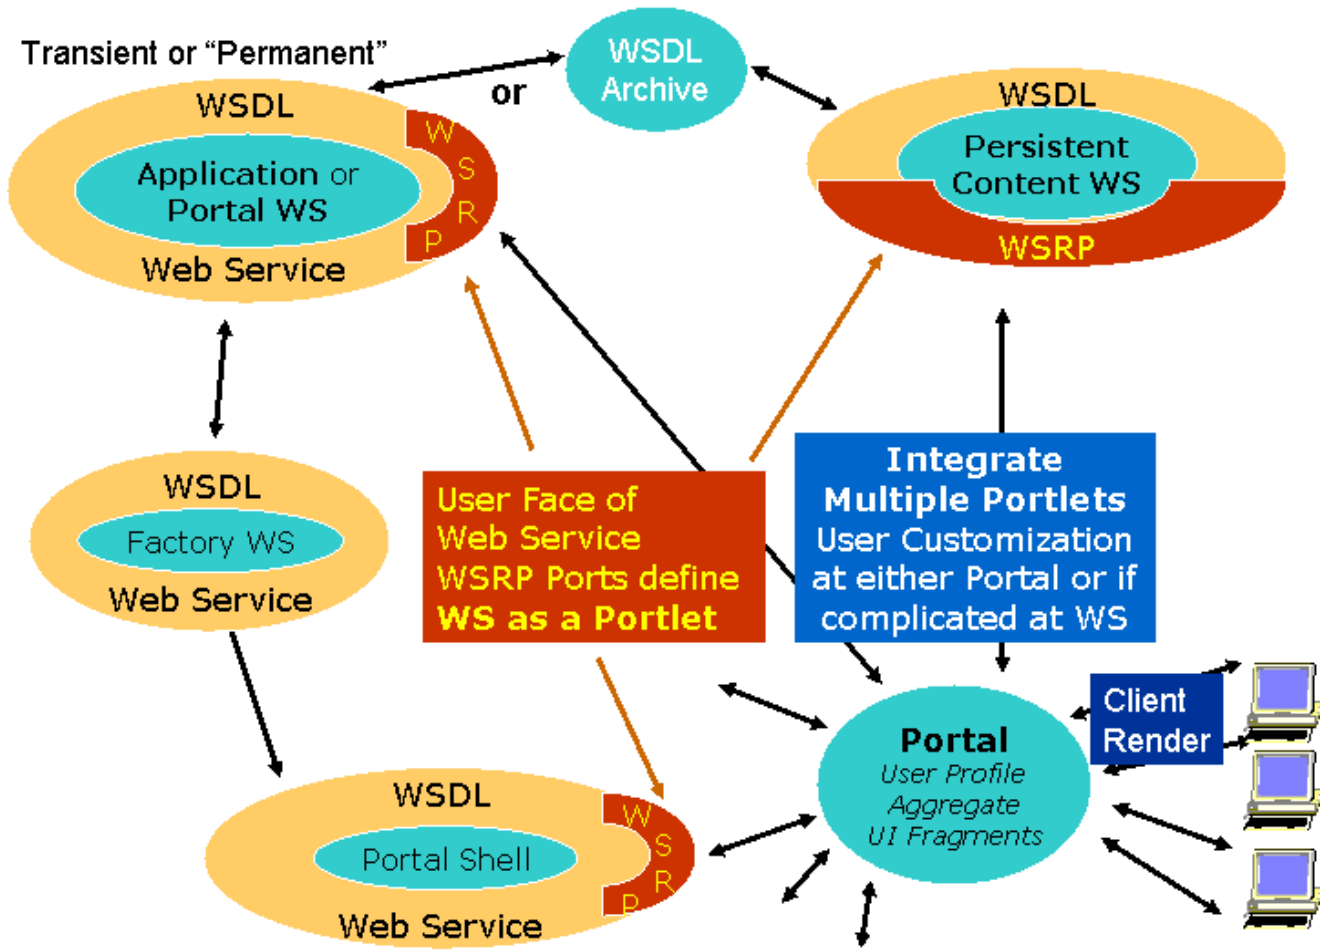 Transient or “Permanent”
or
WSDL
Archive
WSDL
Application or
Portal WS
Web Service
W
S
R
P
WSDL
Persistent
Content WS
WSRP
WSDL
Factory WS
Web Service
User Face of
Web Service
WSRP Ports define
WS as a Portlet
Integrate
Multiple Portlets
User Customization
at either Portal or if
complicated at WS
Client
Render
Portal
User Profile
Aggregate
UI Fragments
WSDL
Portal Shell
Web Service
W
S
R
P